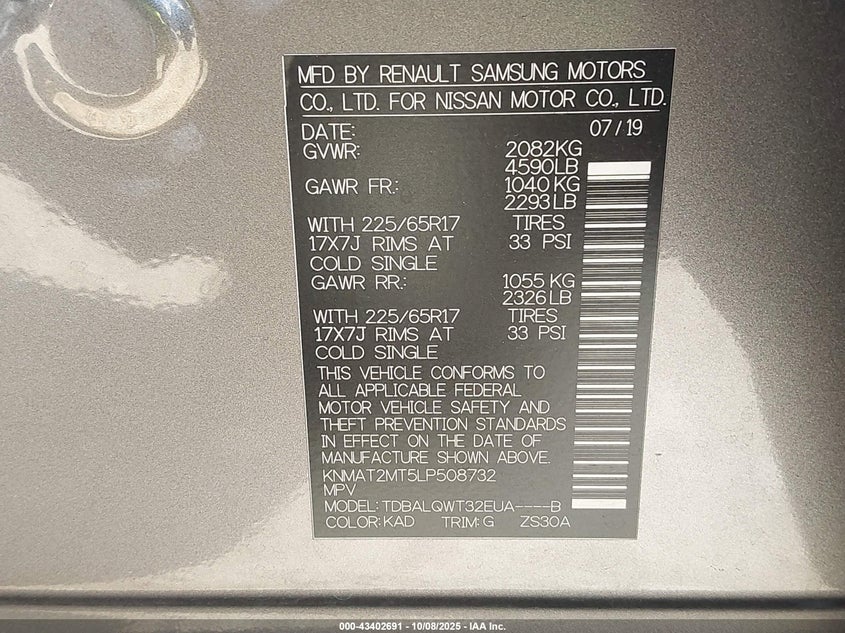 MFD BY RENAULT SAMSUNG MOTORS
CO., LTD. FOR NISSAN MOTOR CO., LTD.
DATE: 07/19
GVWR: 2082KG
4590LB
GAWR FR.: 1040 KG
2293LB
WITH 225/65R17 TIRES
17X7J RIMS AT 33 PSI
COLD SINGLE
GAWR RR.: 1055 KG
2326LB
WITH 225/65R17 TIRES
17X7J RIMS AT 33 PSI
COLD SINGLE
THIS VEHICLE CONFORMS TO
ALL APPLICABLE FEDERAL
MOTOR VEHICLE SAFETY AND
THEFT PREVENTION STANDARDS
IN EFFECT ON THE DATE OF
MANUFACTURE SHOWN ABOVE.
KNMAT2MT5LP508732
MPV
MODEL: TDBALQWT32EUA----B
COLOR: KAD TRIM: G ZS30A
000-43402691 - 10/08/2025 - IAA Inc.